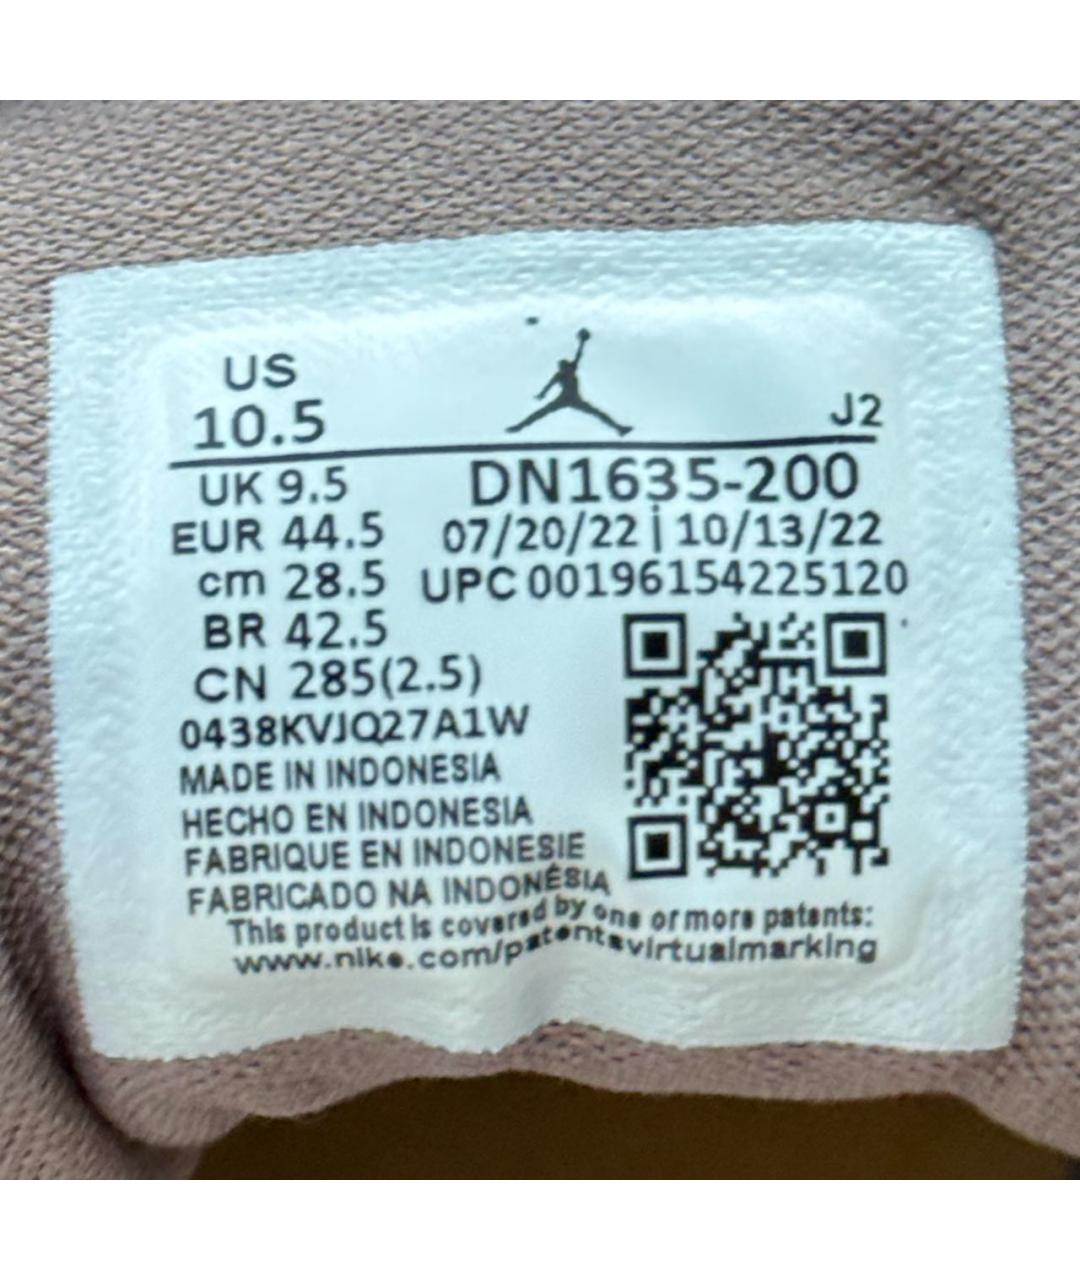 US
10.5
J2
UK 9.5
DN1635-200
EUR 44.5
07/20/22 | 10/13/22
cm 28.5
UPC 00196154225120
BR 42.5
CN 285(2.5)
0438KVJQ27A1W
MADE IN INDONESIA
HECHO EN INDONESIA
FABRIQUE EN INDONESIE
FABRICADO NA INDONÉSIA
This product is covered by one or more patents:
www.nike.com/patentsvirtualmarking